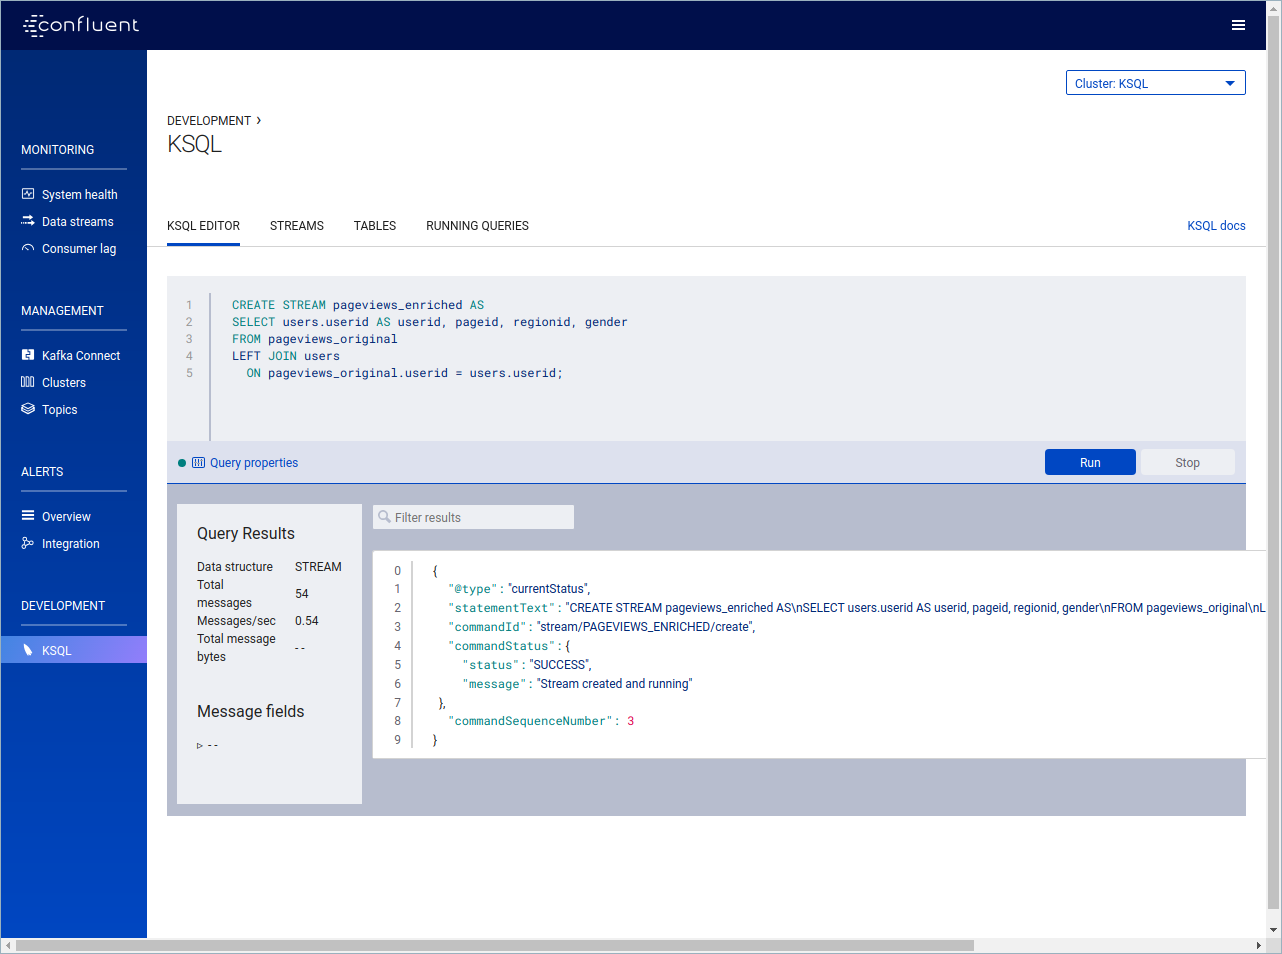 confluent
Cluster: KSQL
DEVELOPMENT ›
KSQL
MONITORING
System health
Data streams
Consumer lag
MANAGEMENT
Kafka Connect
Clusters
Topics
ALERTS
Overview
Integration
DEVELOPMENT
KSQL
KSQL EDITOR STREAMS TABLES RUNNING QUERIES KSQL docs
1 CREATE STREAM pageviews_enriched AS
2 SELECT users.userid AS userid, pageid, regionid, gender
3 FROM pageviews_original
4 LEFT JOIN users
5 ON pageviews_original.userid = users.userid;
Query properties Run Stop
Query Results
Data structure STREAM
Total messages 54
Messages/sec 0.54
Total message bytes --
Message fields
▹ --
Filter results
0 {
1 "@type": "currentStatus",
2 "statementText": "CREATE STREAM pageviews_enriched AS\nSELECT users.userid AS userid, pageid, regionid, gender\nFROM pageviews_original\nL
3 "commandId": "stream/PAGEVIEWS_ENRICHED/create",
4 "commandStatus": {
5 "status": "SUCCESS",
6 "message": "Stream created and running"
7 },
8 "commandSequenceNumber": 3
9 }